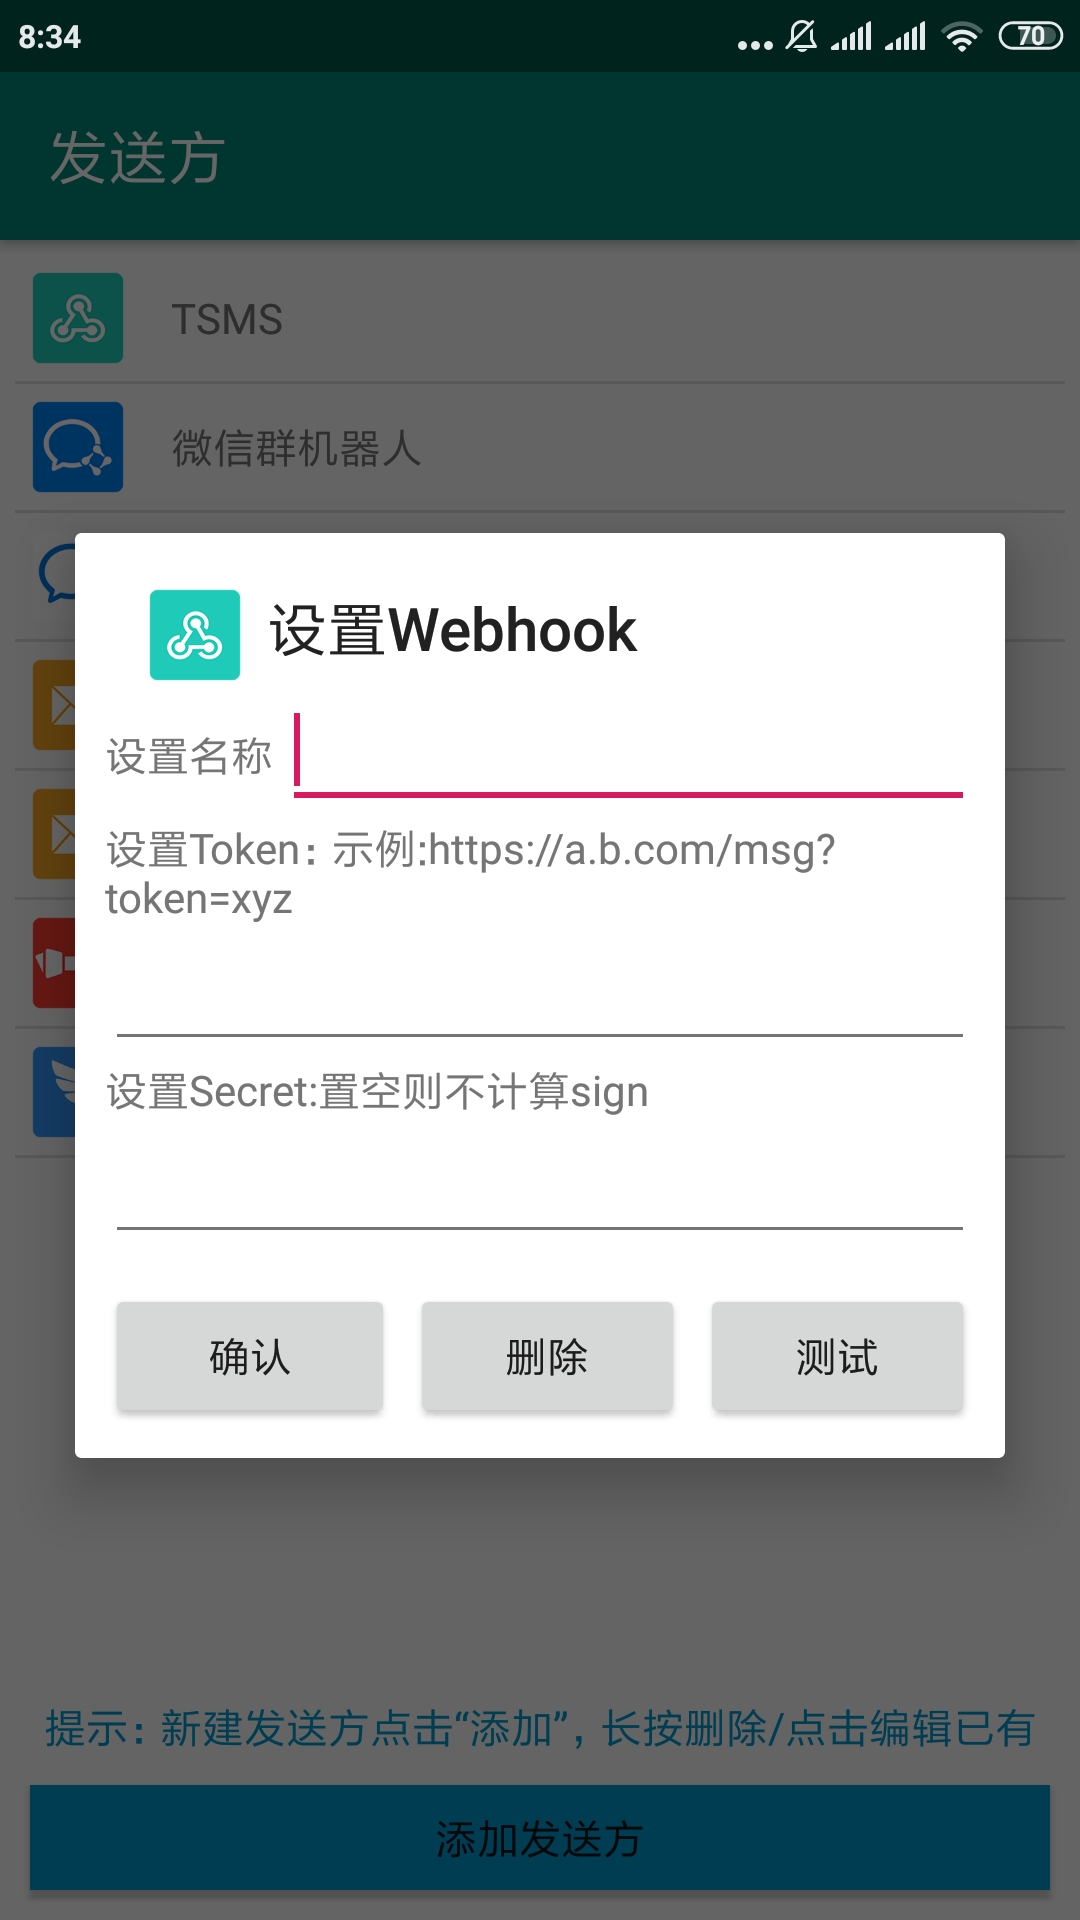 8:34
70
发送方
TSMS
微信群机器人
设置Webhook
设置名称
设置Token：示例:https://a.b.com/msg?
token=xyz
设置Secret:置空则不计算sign
确认
删除
测试
提示：新建发送方点击“添加”，长按删除/点击编辑已有
添加发送方